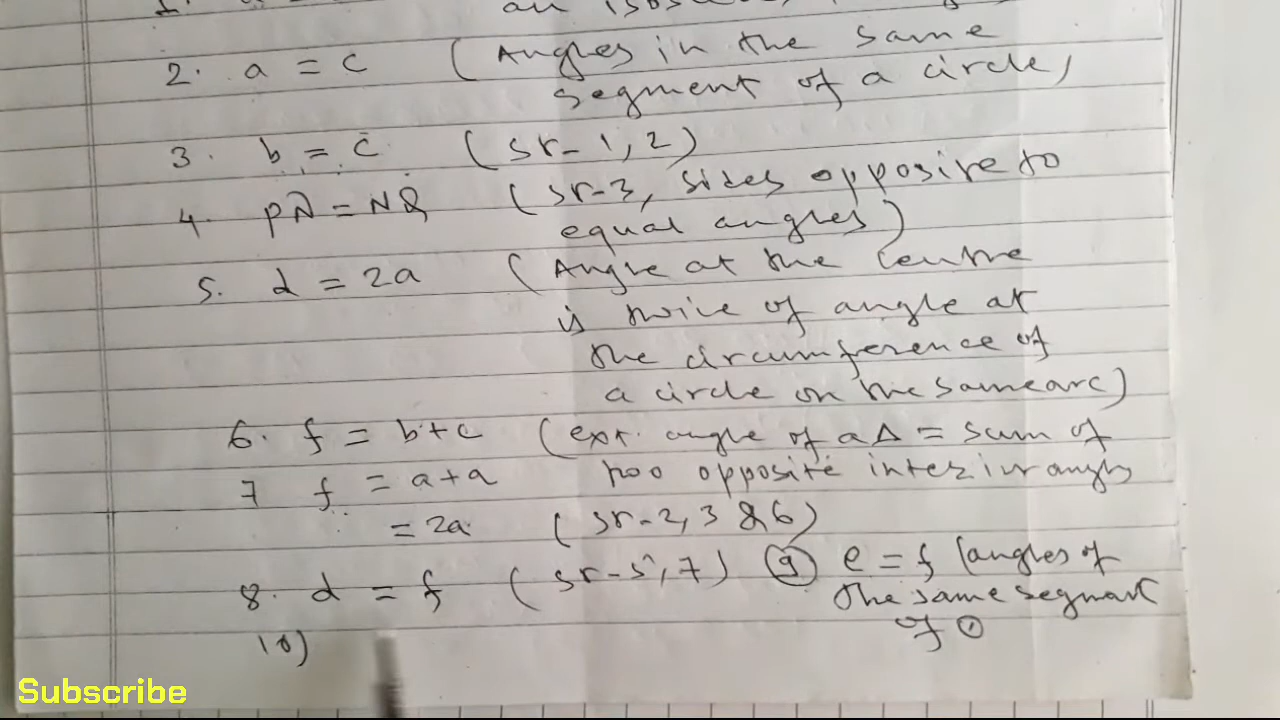 1.
an isos
2. a = c (Angles in the same
segment of a circle)
3. b = c (sr-1,2)
4. PN = NQ (sr-3, sides opposite to
equal angles)
5. d = 2a (Angle at the centre
is twice of angle at
the circumference of
a circle on the same arc)
6. f = b+c (ext. angle of a Δ = sum of
7 f = a+a two opposite interior angles
= 2a (sr-2,3 & 6)
8. d = f (sr-5,7) (9) e = f (angles of
the same segment
of ⊙
10)
Subscribe